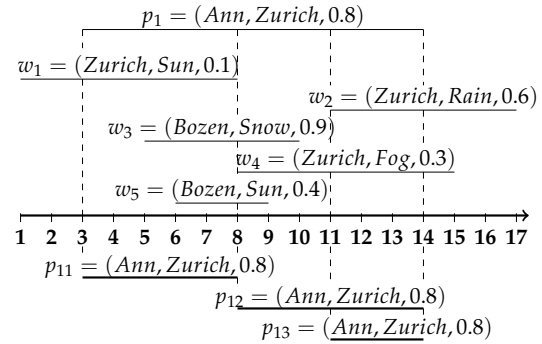 p₁ = (Ann, Zurich, 0.8)
w₁ = (Zurich, Sun, 0.1)
w₂ = (Zurich, Rain, 0.6)
w₃ = (Bozen, Snow, 0.9)
w₄ = (Zurich, Fog, 0.3)
w₅ = (Bozen, Sun, 0.4)
1 2 3 4 5 6 7 8 9 10 11 12 13 14 15 16 17
p₁₁ = (Ann, Zurich, 0.8)
p₁₂ = (Ann, Zurich, 0.8)
p₁₃ = (Ann, Zurich, 0.8)